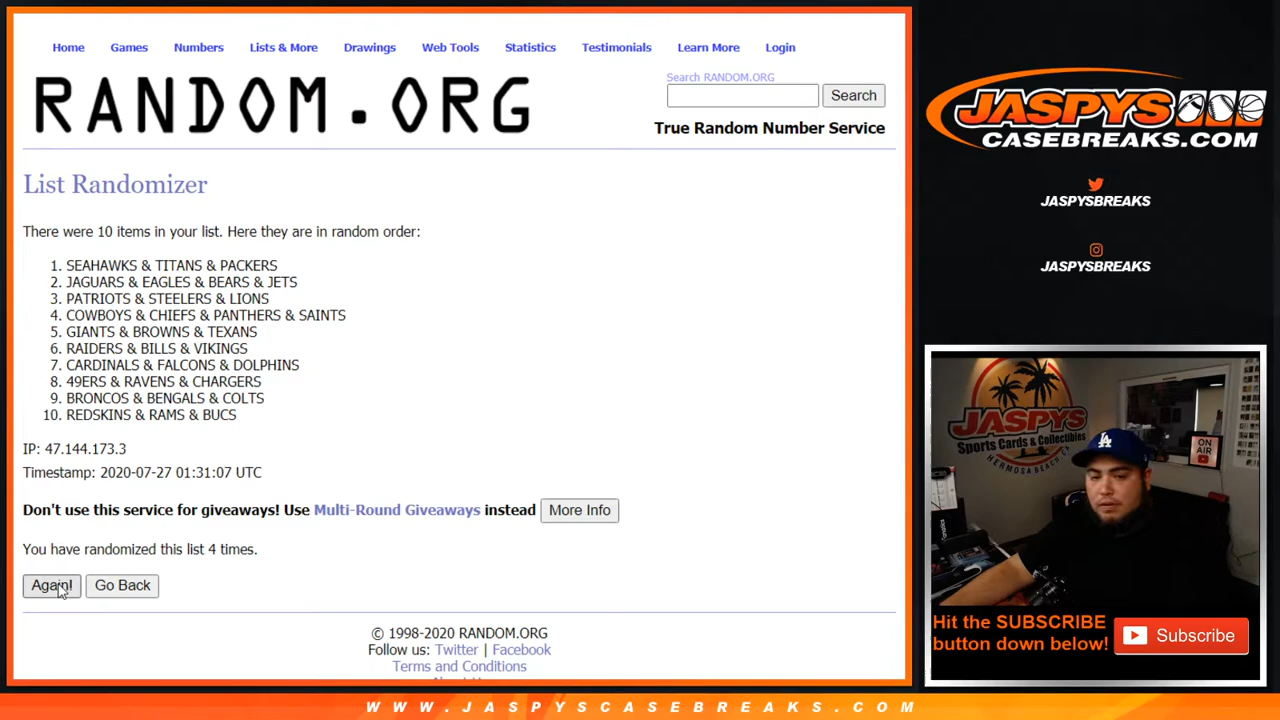 Home Games Numbers Lists & More Drawings Web Tools Statistics Testimonials Learn More Login
RANDOM.ORG
Search RANDOM.ORG
Search
True Random Number Service
List Randomizer
There were 10 items in your list. Here they are in random order:
1. SEAHAWKS & TITANS & PACKERS
2. JAGUARS & EAGLES & BEARS & JETS
3. PATRIOTS & STEELERS & LIONS
4. COWBOYS & CHIEFS & PANTHERS & SAINTS
5. GIANTS & BROWNS & TEXANS
6. RAIDERS & BILLS & VIKINGS
7. CARDINALS & FALCONS & DOLPHINS
8. 49ERS & RAVENS & CHARGERS
9. BRONCOS & BENGALS & COLTS
10. REDSKINS & RAMS & BUCS
IP: 47.144.173.3
Timestamp: 2020-07-27 01:31:07 UTC
Don't use this service for giveaways! Use Multi-Round Giveaways instead More Info
You have randomized this list 4 times.
Again! Go Back
© 1998-2020 RANDOM.ORG
Follow us: Twitter | Facebook
Terms and Conditions
JASPYS
CASEBREAKS.COM
JASPYSBREAKS
JASPYSBREAKS
JASPYS
Sports Cards & Collectibles
HERMOSA BEACH, CA
LA
ON
AIR
Hit the SUBSCRIBE
button down below!
Subscribe
WWW.JASPYSCASEBREAKS.COM